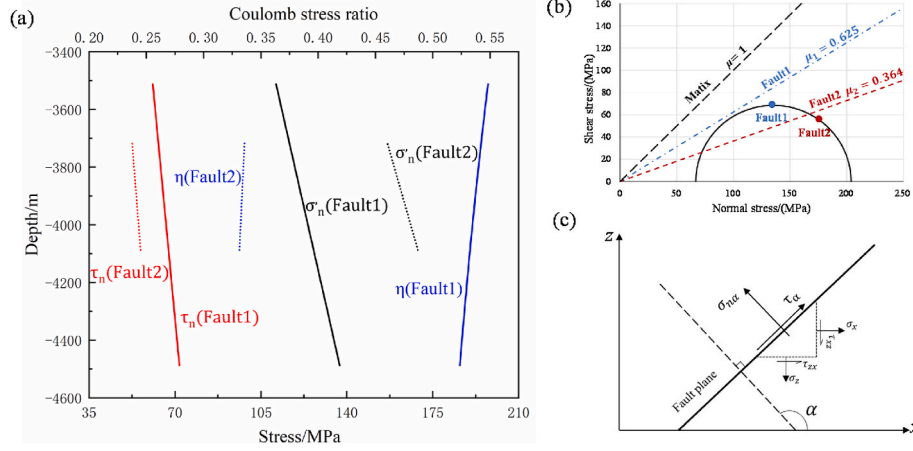 (a)
Coulomb stress ratio
0. 20 0. 25 0. 30 0. 35 0. 40 0. 45 0. 50 0. 55
-3400
-3600
-3800
-4000
-4200
-4400
-4600
Depth/m
σ'n(Fault2)
η(Fault2)
σ'n(Fault1)
τn(Fault2)
η(Fault1)
τn(Fault1)
35 70 105 140 175 210
Stress/MPa
(b)
160
140
120
100
80
60
40
20
0
Shear stress/(MPa)
Matix μ = 1
Fault1 μ1 = 0.625
Fault2 μ2 = 0.364
Fault1
Fault2
0 50 100 150 200 250
Normal stress/(MPa)
(c)
z
σnα
τα
σx
τxz
τzx
σz
Fault plane
α
x